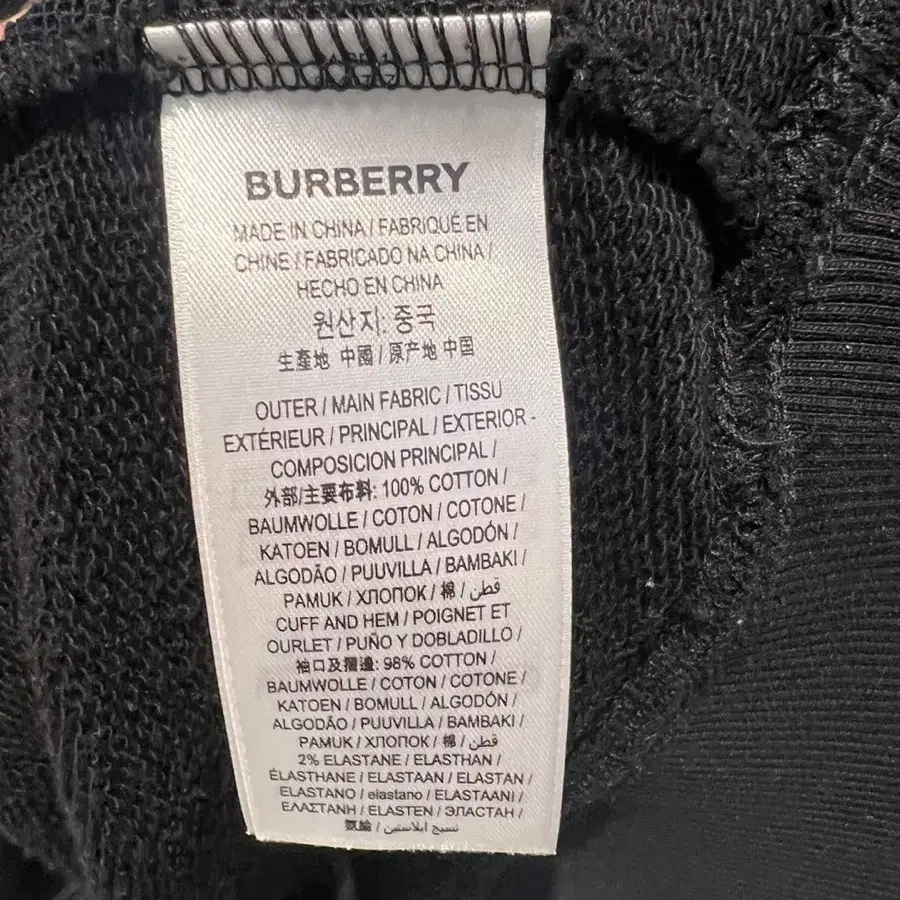 BURBERRY
MADE IN CHINA / FABRIQUÉ EN
CHINE / FABRICADO NA CHINA /
HECHO EN CHINA
원산지: 중국
生産地 中國 / 原产地 中国
OUTER / MAIN FABRIC / TISSU
EXTÉRIEUR / PRINCIPAL / EXTERIOR -
COMPOSICION PRINCIPAL /
外部/主要布料: 100% COTTON /
BAUMWOLLE / COTON / COTONE /
KATOEN / BOMULL / ALGODÓN /
ALGODÃO / PUUVILLA / BAMBAKI /
PAMUK / ХЛОПОК / 棉 / قطن
CUFF AND HEM / POIGNET ET
OURLET / PUÑO Y DOBLADILLO /
袖口及摺邊: 98% COTTON /
BAUMWOLLE / COTON / COTONE /
KATOEN / BOMULL / ALGODÓN /
ALGODÃO / PUUVILLA / BAMBAKI /
PAMUK / ХЛОПОК / 棉 / قطن
2% ELASTANE / ELASTHAN /
ÉLASTHANE / ELASTAAN / ELASTAN /
ELASTANO / elastano / ELASTAANI /
ΕΛΑΣΤΑΝΗ / ELASTEN / ЭЛАСТАН /
氨綸 / نسيج ايلاستين